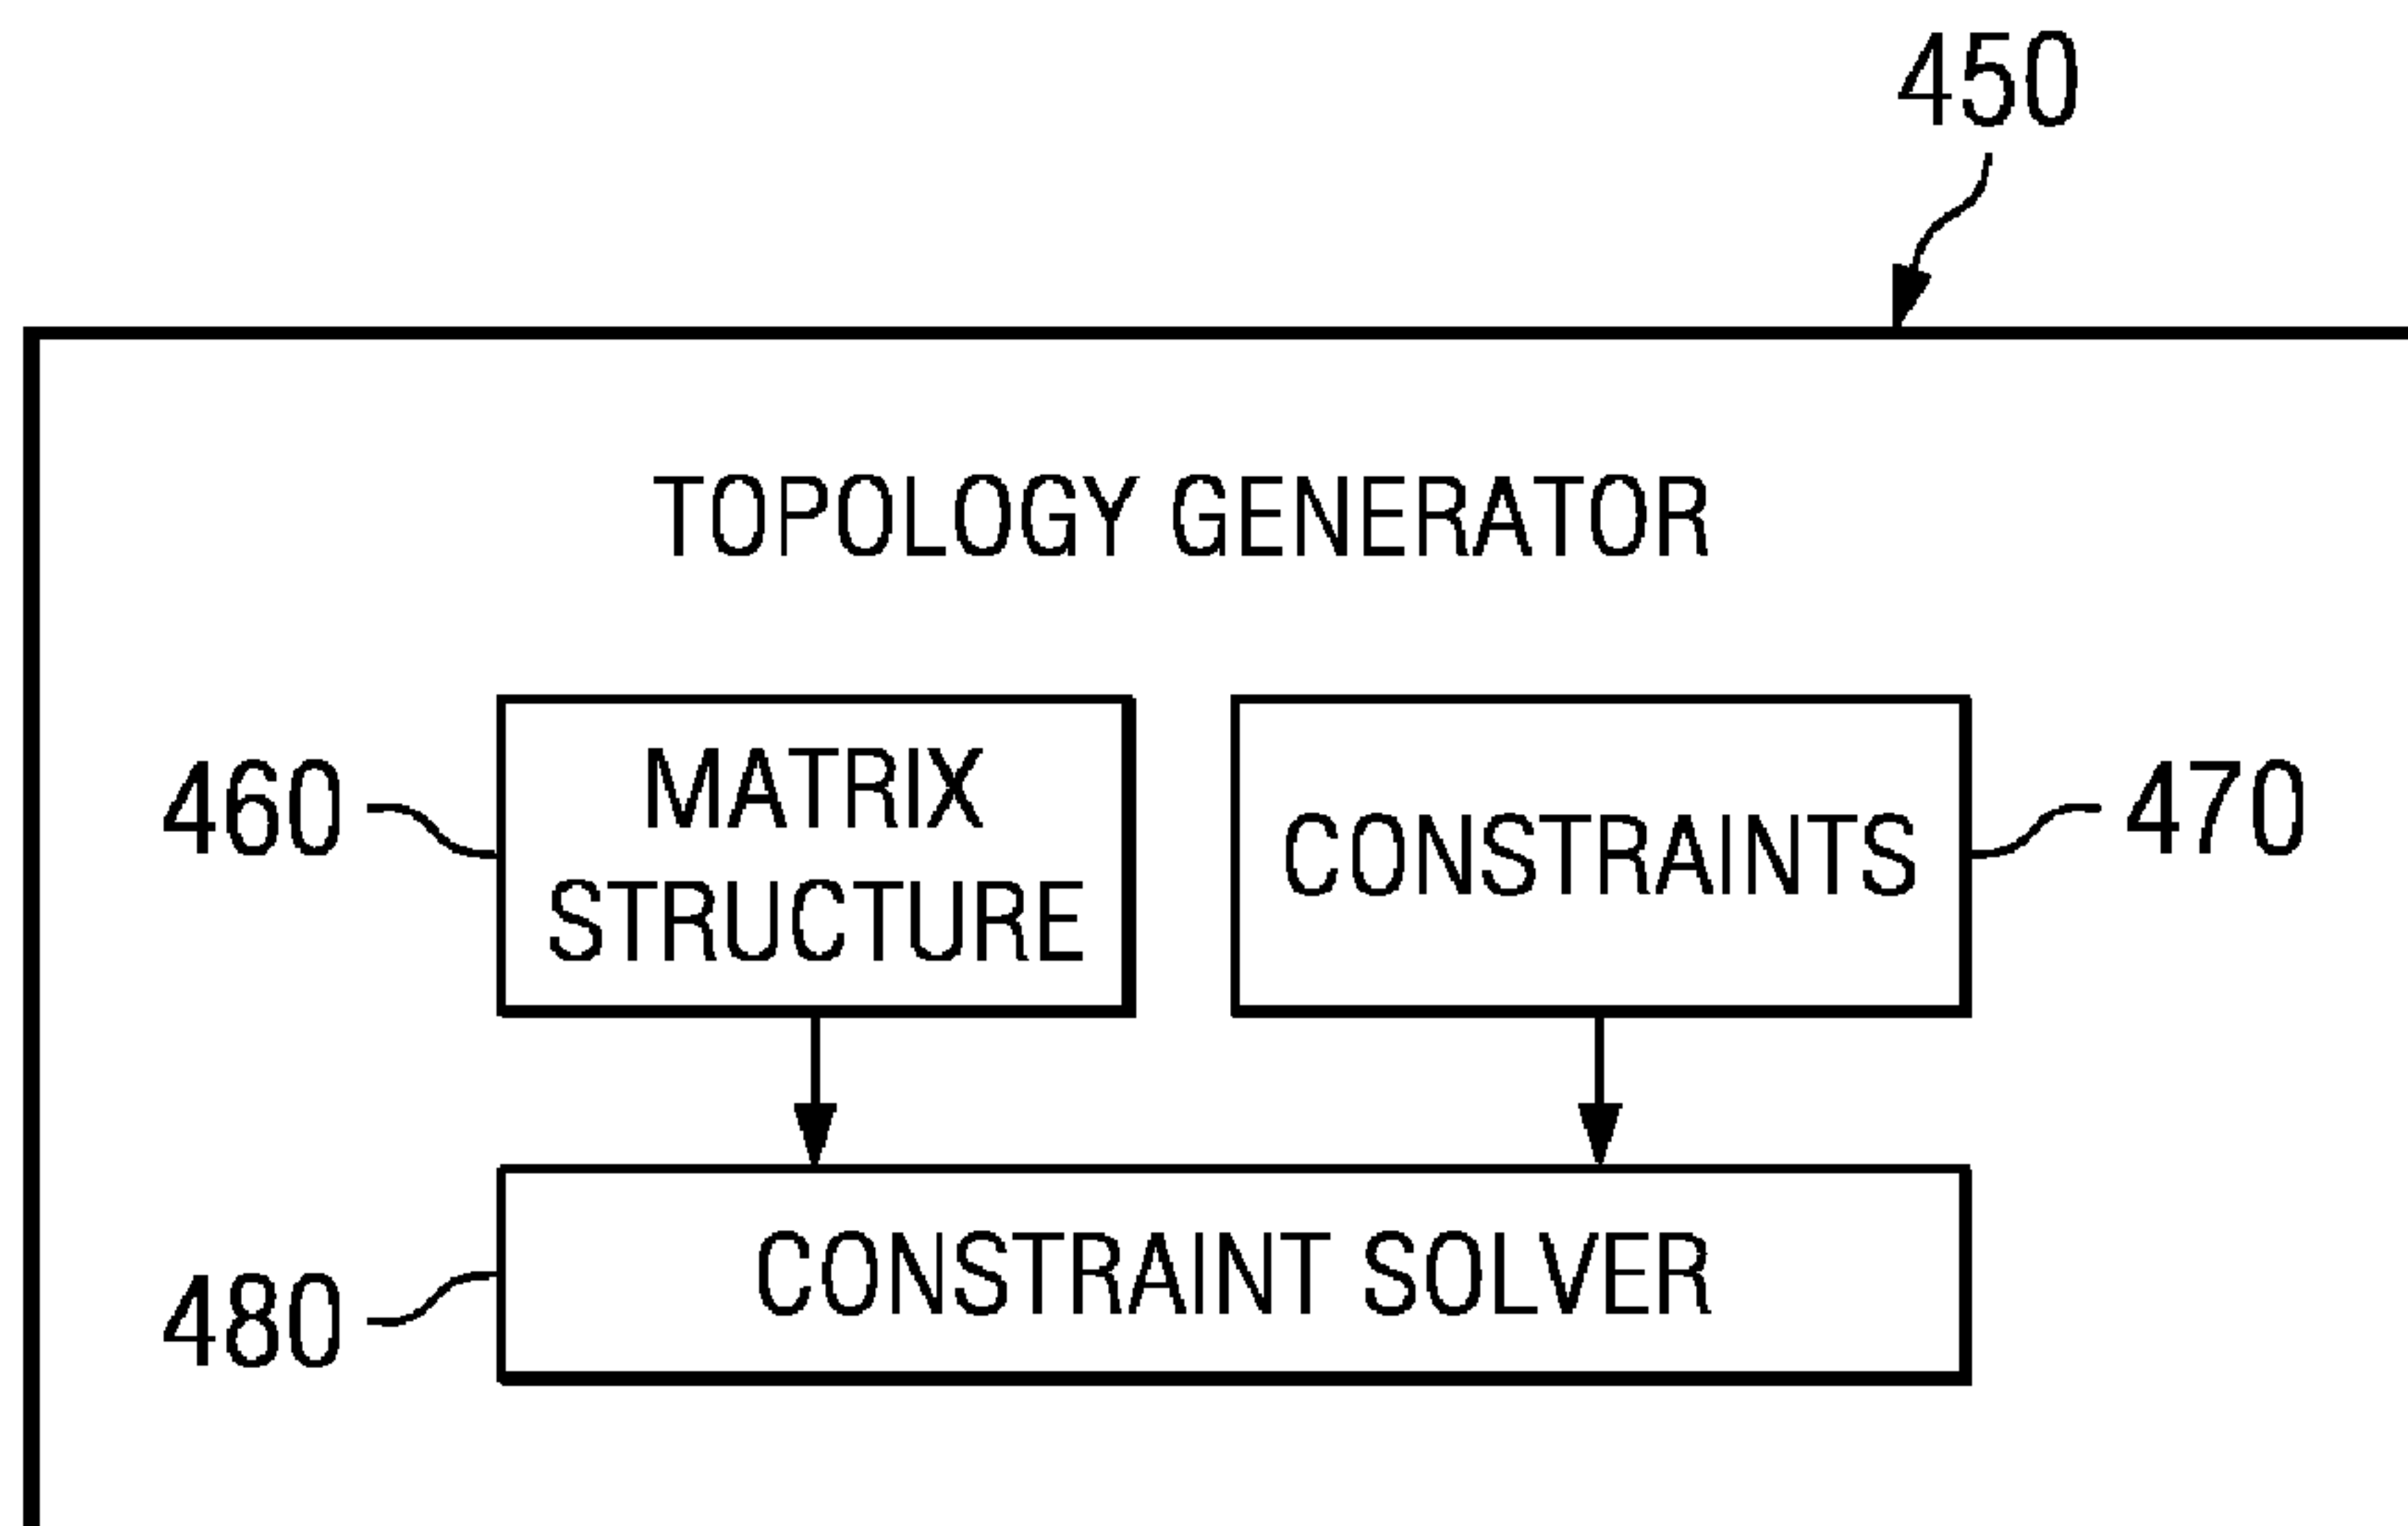 450
TOPOLOGY GENERATOR
MATRIX
STRUCTURE
460
CONSTRAINTS
470
CONSTRAINT SOLVER
480